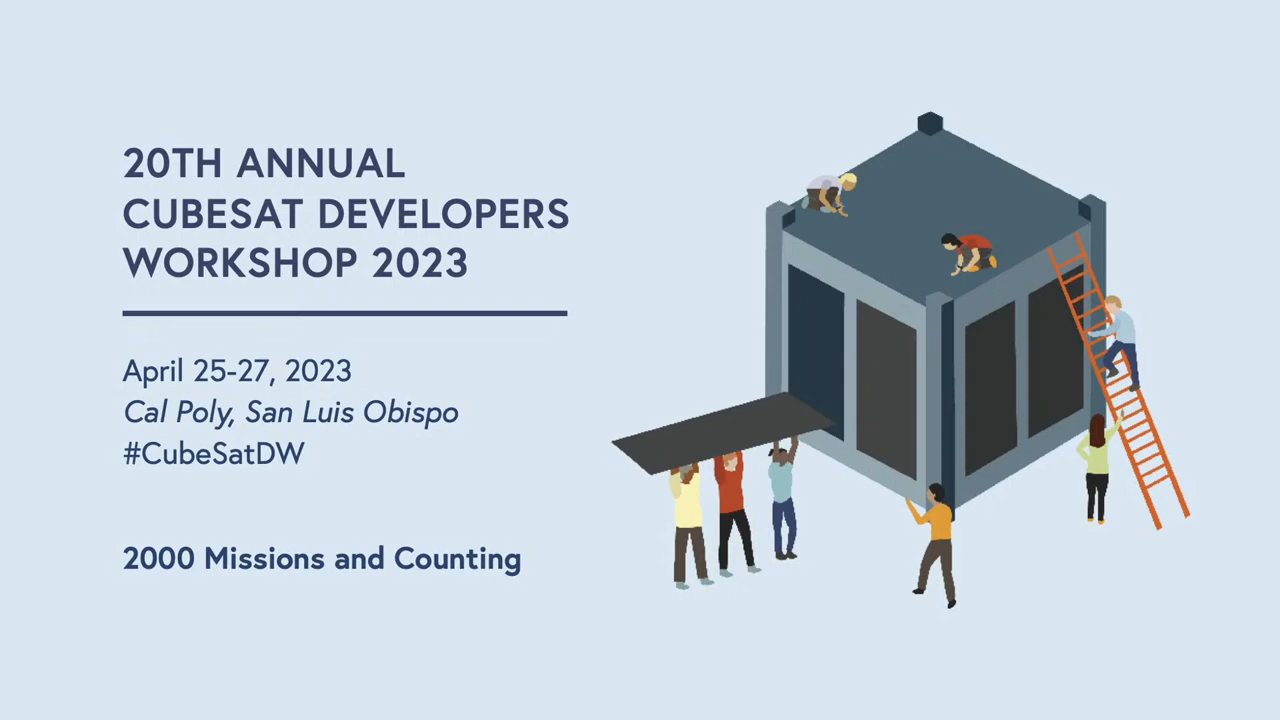 20TH ANNUAL
CUBESAT DEVELOPERS
WORKSHOP 2023
April 25-27, 2023
Cal Poly, San Luis Obispo
#CubeSatDW
2000 Missions and Counting